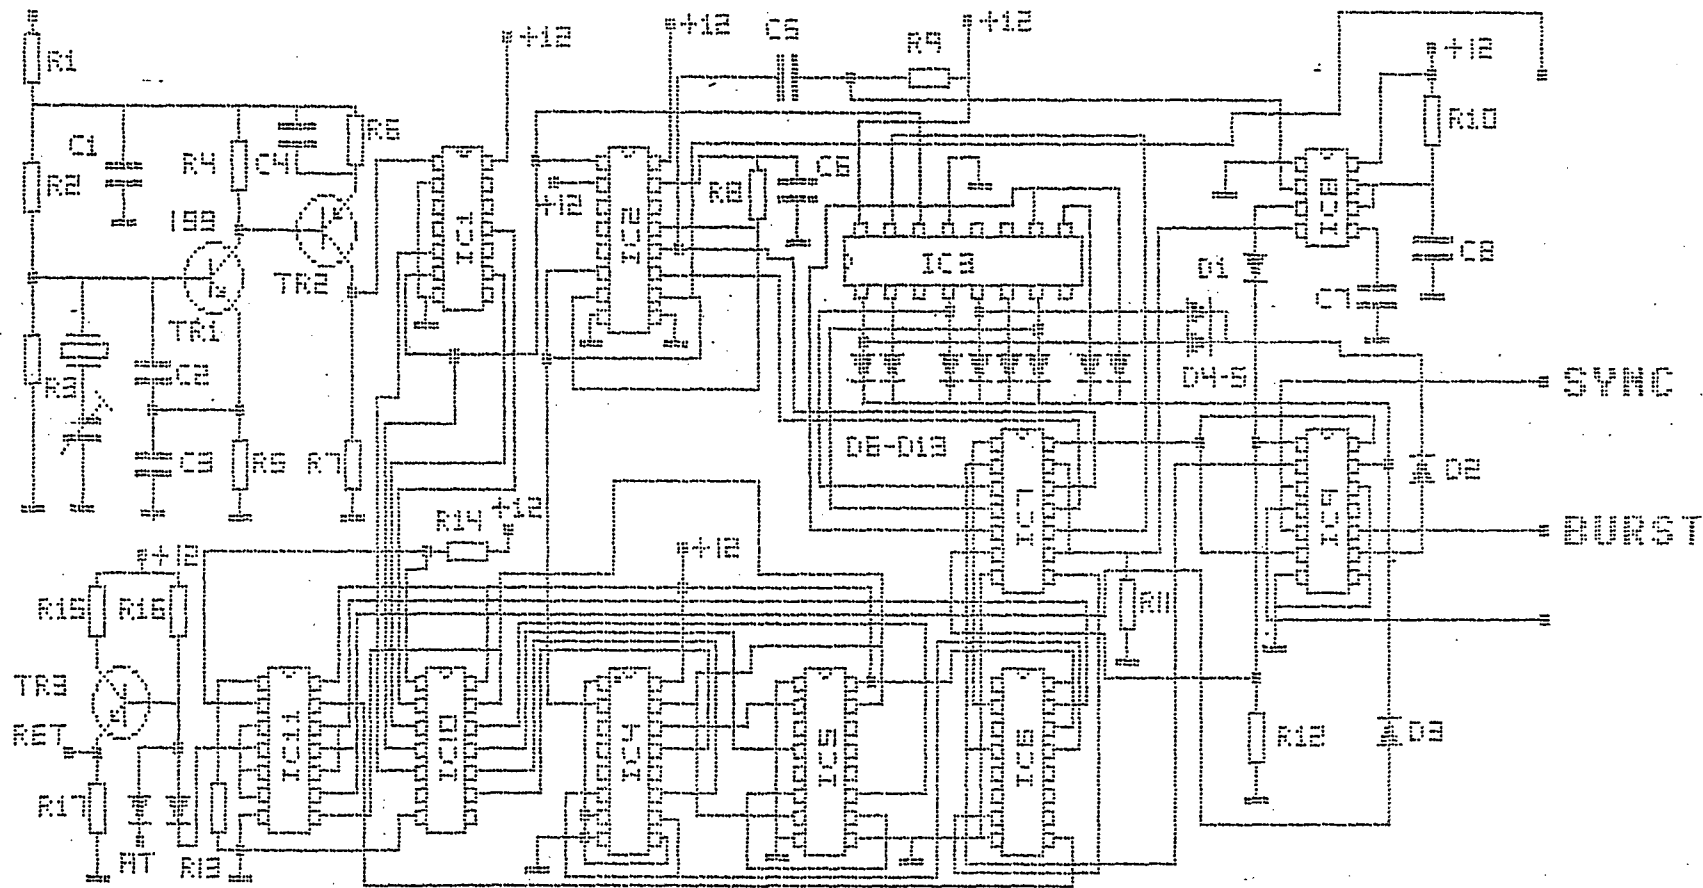 R1
+12
+12
C5
R9
+12
+12
R10
C1
R2
R4
C4
R6
IC1
+12
IC2
R8
C6
IC8
199
TR1
TR2
IC3
D1
C8
C7
R3
C2
C3
R5
R7
D4-5
SYNC
D6-D13
IC7
IC9
D2
R14
+12
BURST
+12
R15
R16
+12
R11
TR3
RET
IC11
IC10
IC4
IC5
IC6
R12
D3
R17
MT
R13